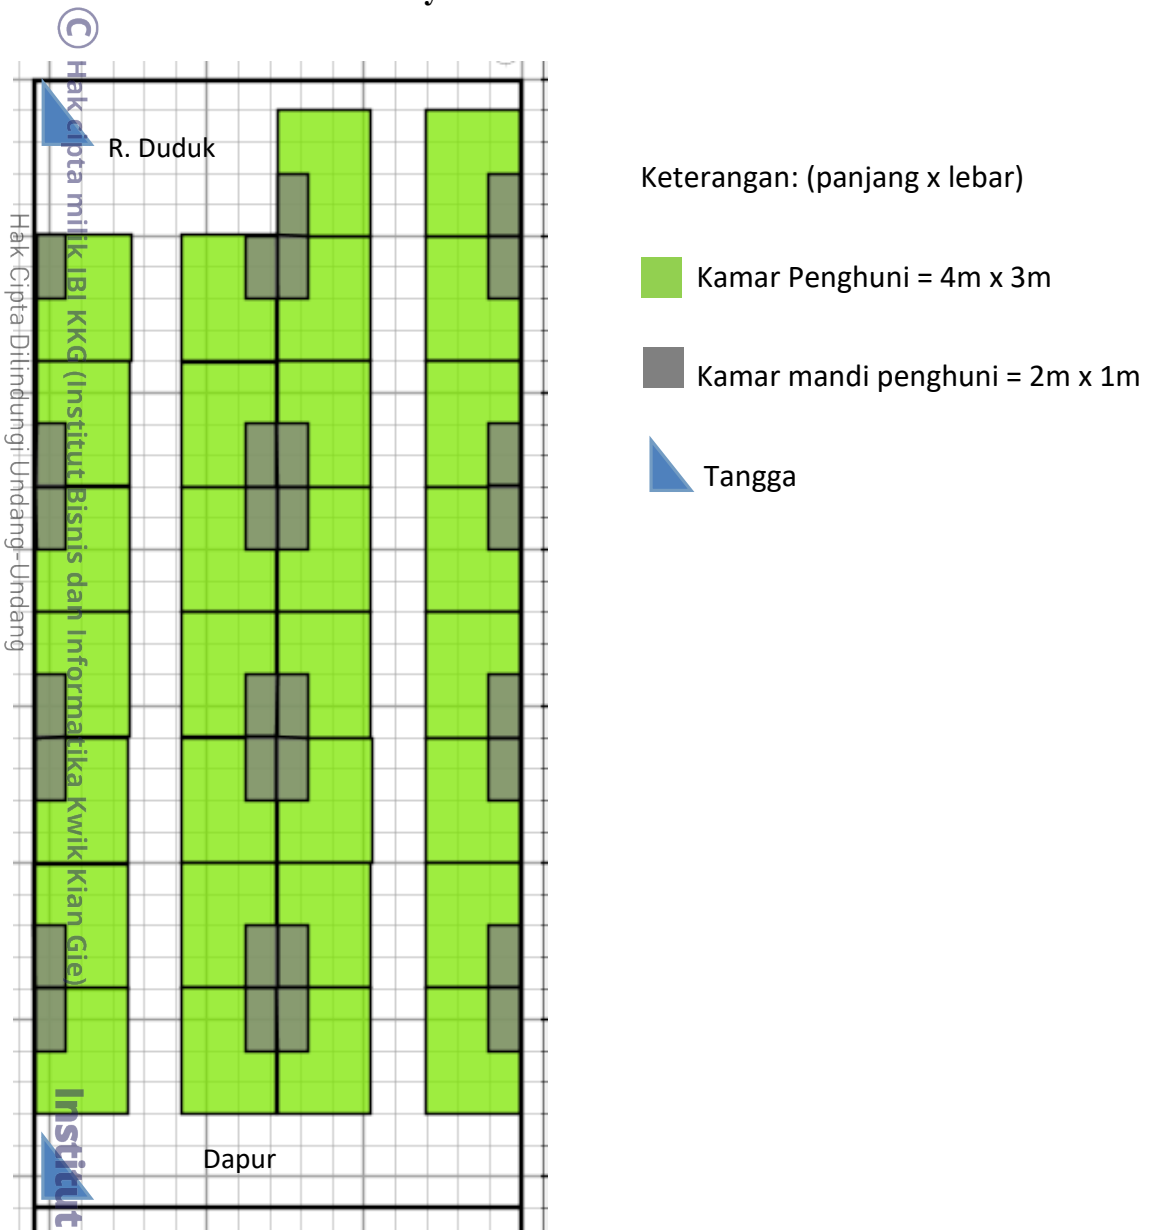 © Hak cipta milik IBI KKG (Institut Bisnis dan Informatika Kwik Kian Gie)
Hak Cipta Dilindungi Undang-Undang
R. Duduk
Dapur
Institut
Keterangan: (panjang x lebar)
Kamar Penghuni = 4m x 3m
Kamar mandi penghuni = 2m x 1m
Tangga